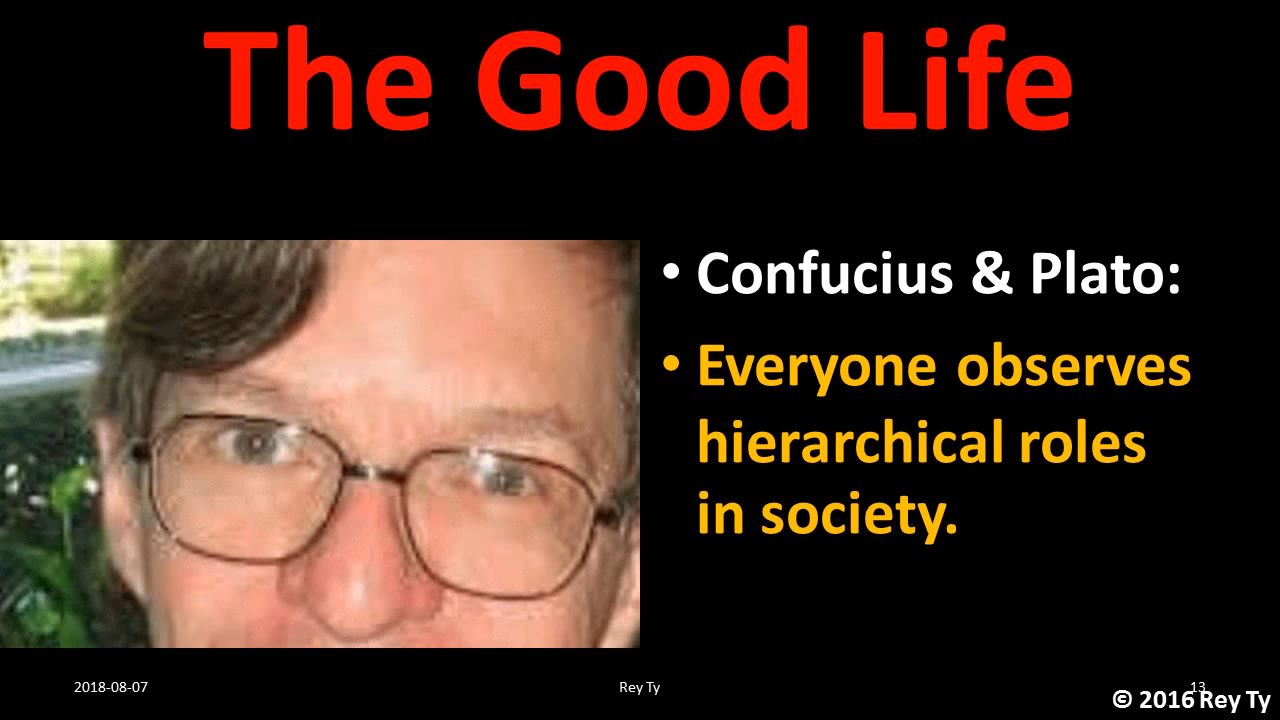 The Good Life
• Confucius & Plato:
• Everyone observes
hierarchical roles
in society.
2018-08-07
Rey Ty
13
© 2016 Rey Ty